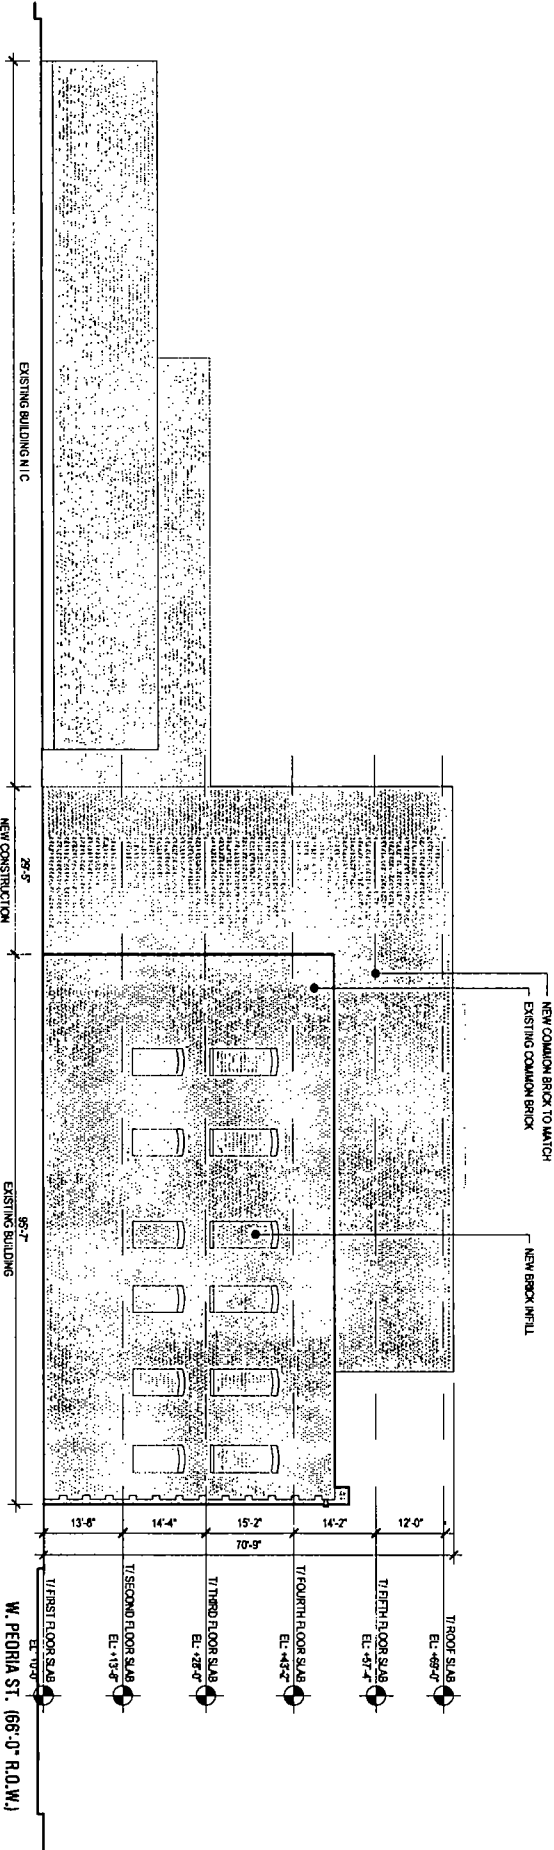 NEW COMMON BRICK TO MATCH
EXISTING COMMON BRICK
NEW BRICK INFILL
T/ ROOF SLAB
EL: +69'-0"
T/ FIFTH FLOOR SLAB
EL: +57'-4"
T/ FOURTH FLOOR SLAB
EL: +43'-2"
T/ THIRD FLOOR SLAB
EL: +28'-0"
T/ SECOND FLOOR SLAB
EL: +13'-8"
T/ FIRST FLOOR SLAB
12'-0"
14'-2"
15'-2"
14'-4"
13'-8"
70'-9"
W. PEORIA ST. (66'-0" R.O.W.)
EXISTING BUILDING N I C
29'-5"
NEW CONSTRUCTION
95'-7"
EXISTING BUILDING